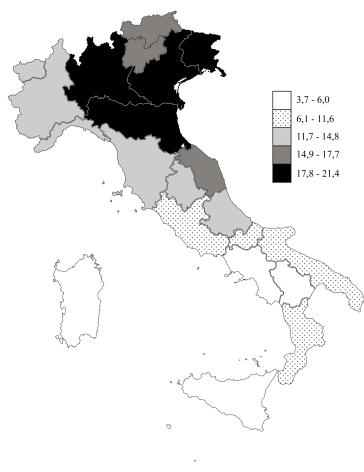 3,7 - 6,0
6,1 - 11,6
11,7 - 14,8
14,9 - 17,7
17,8 - 21,4